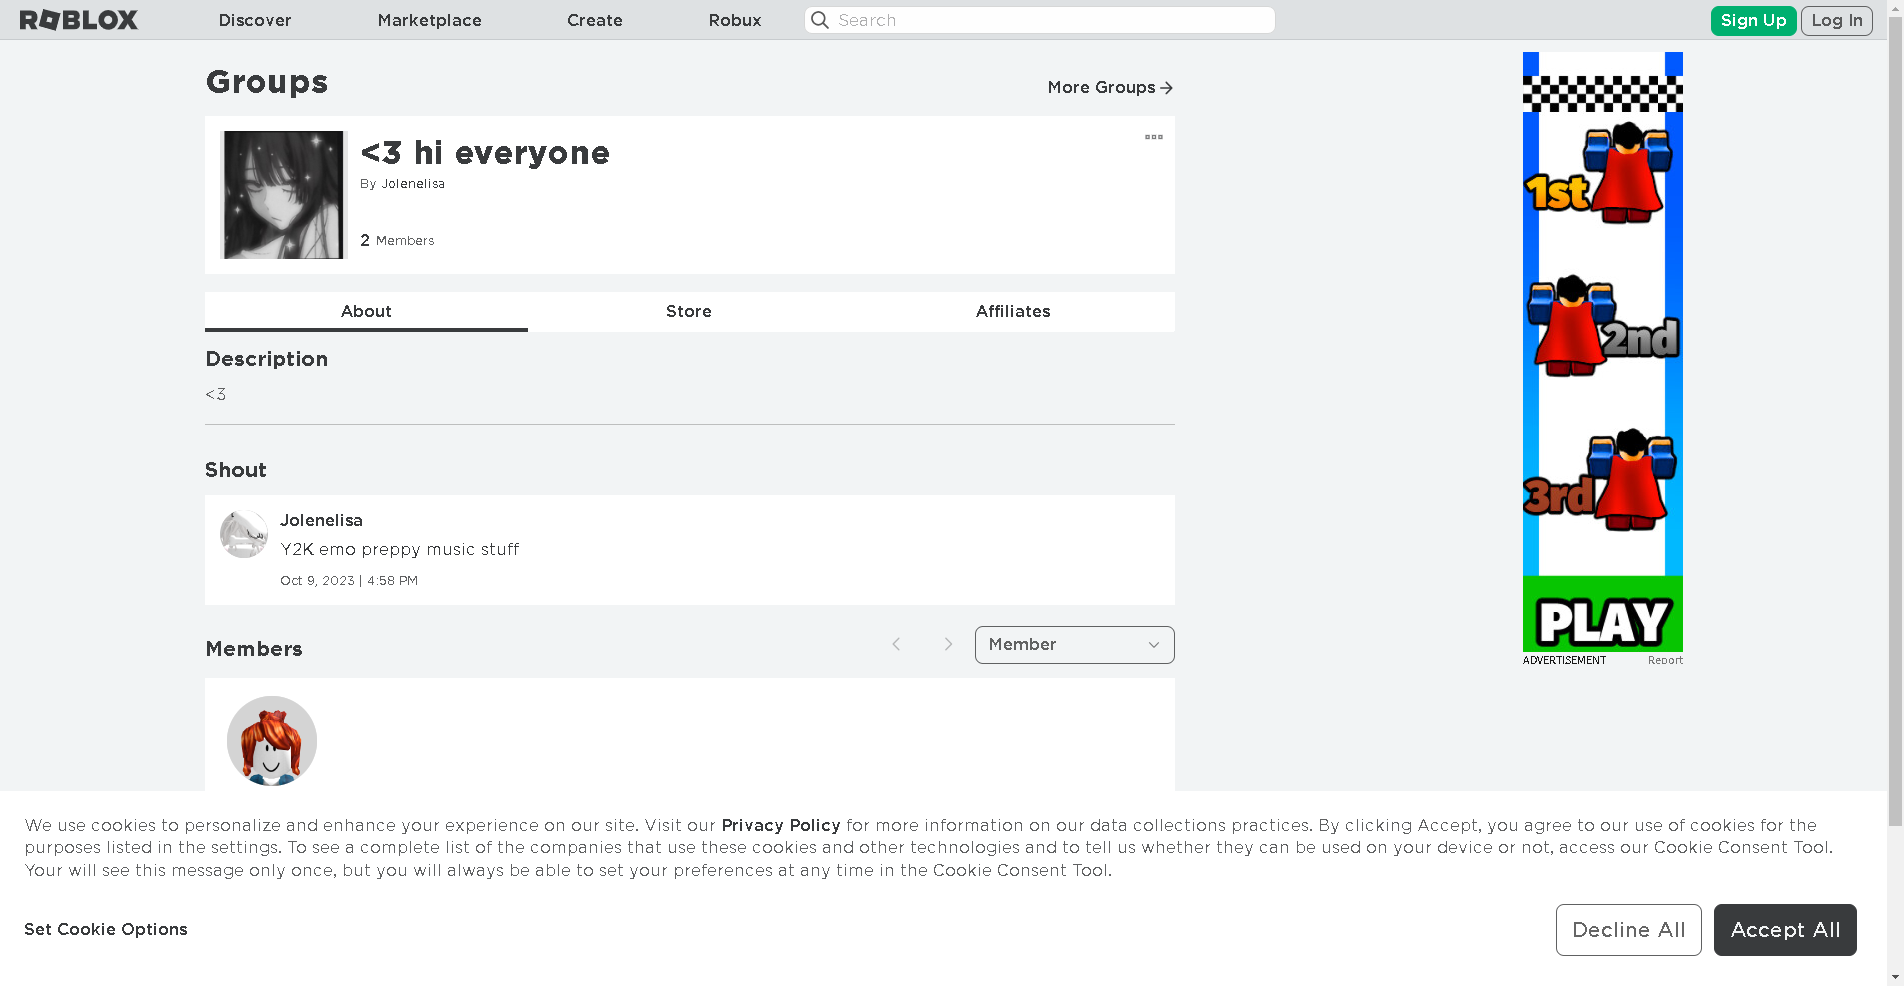 ROBLOX
Discover
Marketplace
Create
Robux
Search
Sign Up
Log In
Groups
More Groups
<3 hi everyone
By Jolenelisa
2 Members
About
Store
Affiliates
Description
<3
Shout
Jolenelisa
Y2K emo preppy music stuff
Oct 9, 2023 | 4:58 PM
Members
Member
1st
2nd
3rd
PLAY
ADVERTISEMENT
Report
We use cookies to personalize and enhance your experience on our site. Visit our Privacy Policy for more information on our data collections practices. By clicking Accept, you agree to our use of cookies for the
purposes listed in the settings. To see a complete list of the companies that use these cookies and other technologies and to tell us whether they can be used on your device or not, access our Cookie Consent Tool.
Your will see this message only once, but you will always be able to set your preferences at any time in the Cookie Consent Tool.
Set Cookie Options
Decline All
Accept All